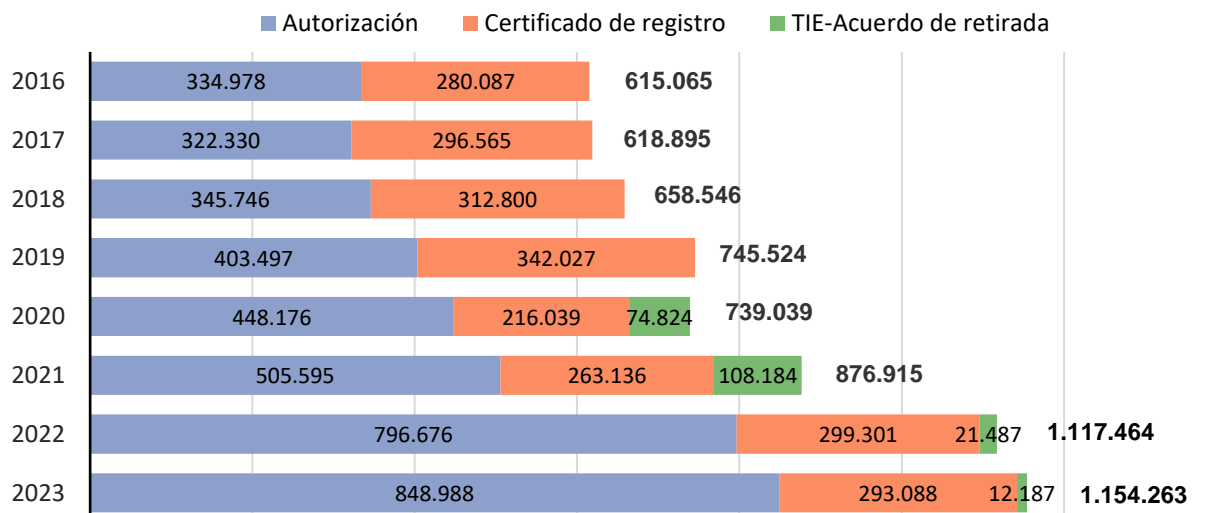 Autorización Certificado de registro TIE-Acuerdo de retirada
2016 334.978 280.087 615.065
2017 322.330 296.565 618.895
2018 345.746 312.800 658.546
2019 403.497 342.027 745.524
2020 448.176 216.039 74.824 739.039
2021 505.595 263.136 108.184 876.915
2022 796.676 299.301 21.487 1.117.464
2023 848.988 293.088 12.187 1.154.263